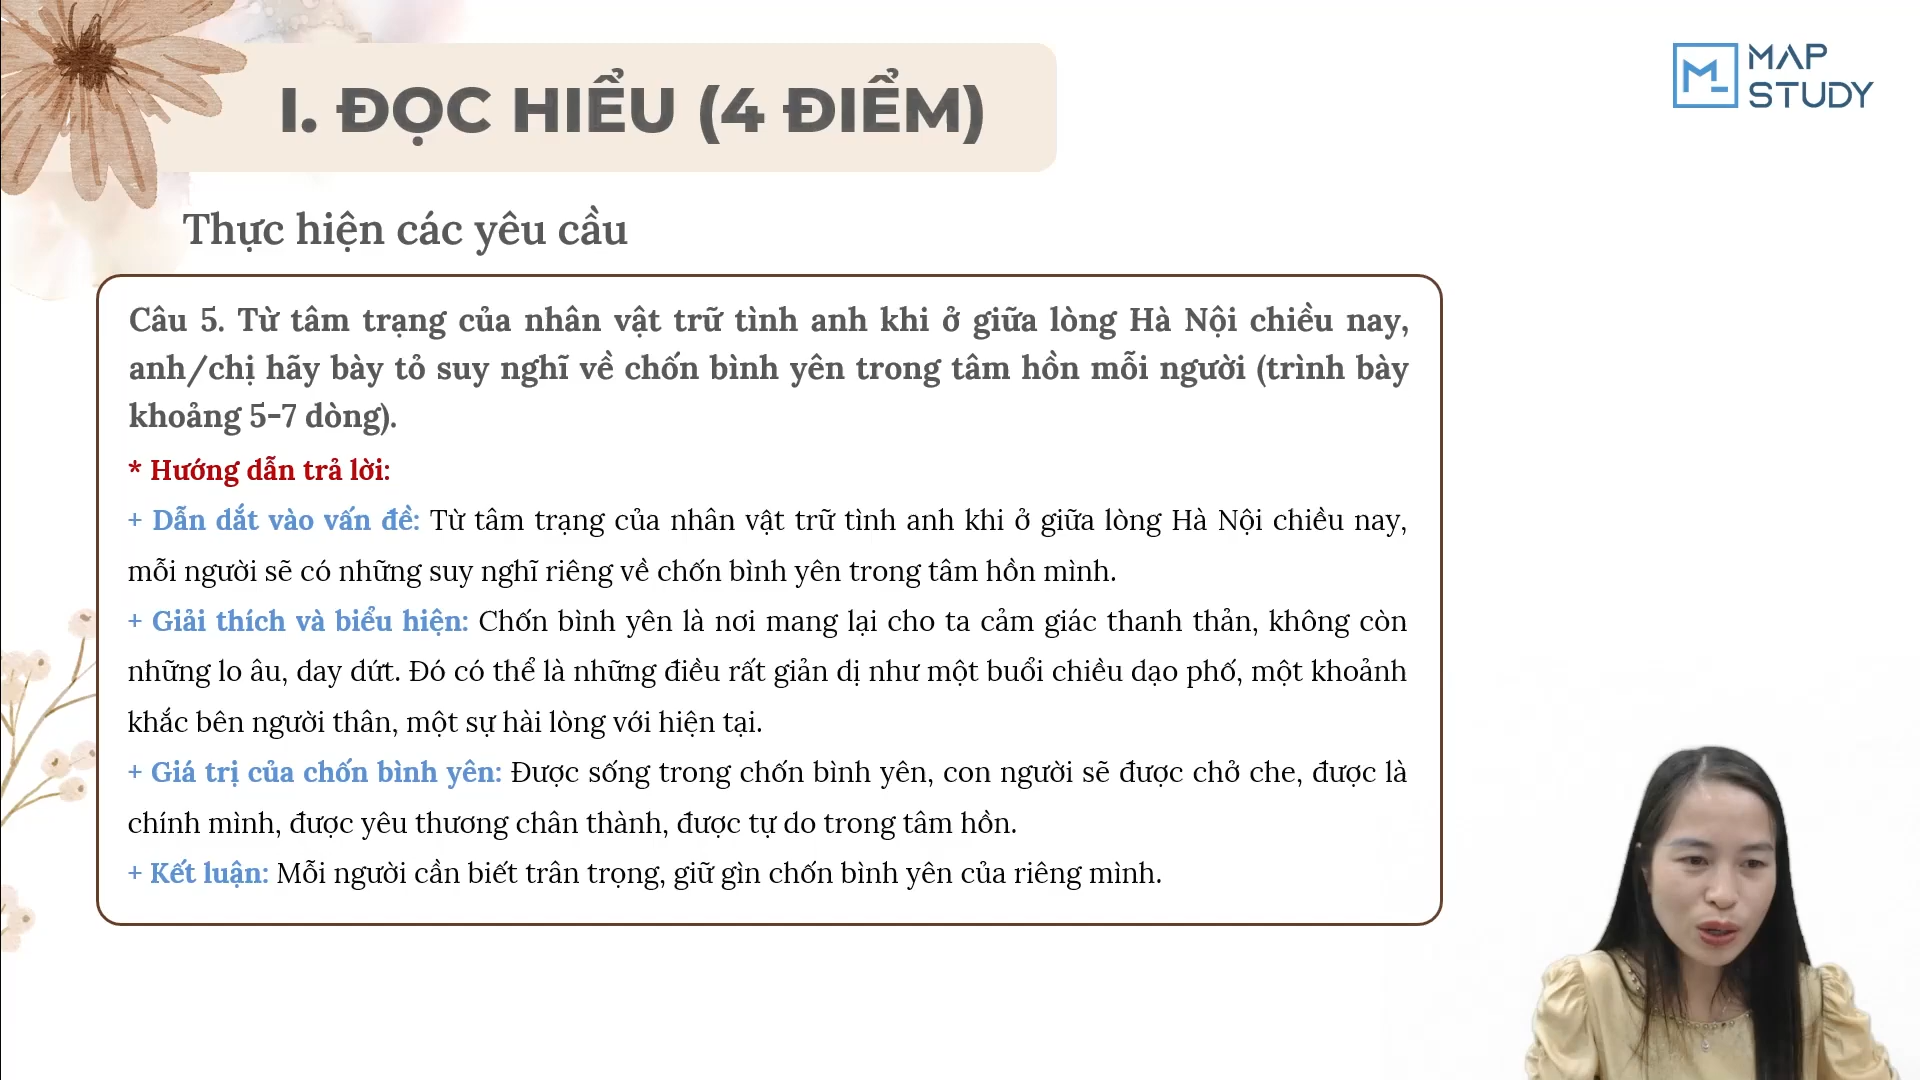 I. ĐỌC HIỂU (4 ĐIỂM)
MAP
STUDY
Thực hiện các yêu cầu
Câu 5. Từ tâm trạng của nhân vật trữ tình anh khi ở giữa lòng Hà Nội chiều nay,
anh/chị hãy bày tỏ suy nghĩ về chốn bình yên trong tâm hồn mỗi người (trình bày
khoảng 5-7 dòng).
* Hướng dẫn trả lời:
+ Dẫn dắt vào vấn đề: Từ tâm trạng của nhân vật trữ tình anh khi ở giữa lòng Hà Nội chiều nay,
mỗi người sẽ có những suy nghĩ riêng về chốn bình yên trong tâm hồn mình.
+ Giải thích và biểu hiện: Chốn bình yên là nơi mang lại cho ta cảm giác thanh thản, không còn
những lo âu, day dứt. Đó có thể là những điều rất giản dị như một buổi chiều dạo phố, một khoảnh
khắc bên người thân, một sự hài lòng với hiện tại.
+ Giá trị của chốn bình yên: Được sống trong chốn bình yên, con người sẽ được chở che, được là
chính mình, được yêu thương chân thành, được tự do trong tâm hồn.
+ Kết luận: Mỗi người cần biết trân trọng, giữ gìn chốn bình yên của riêng mình.